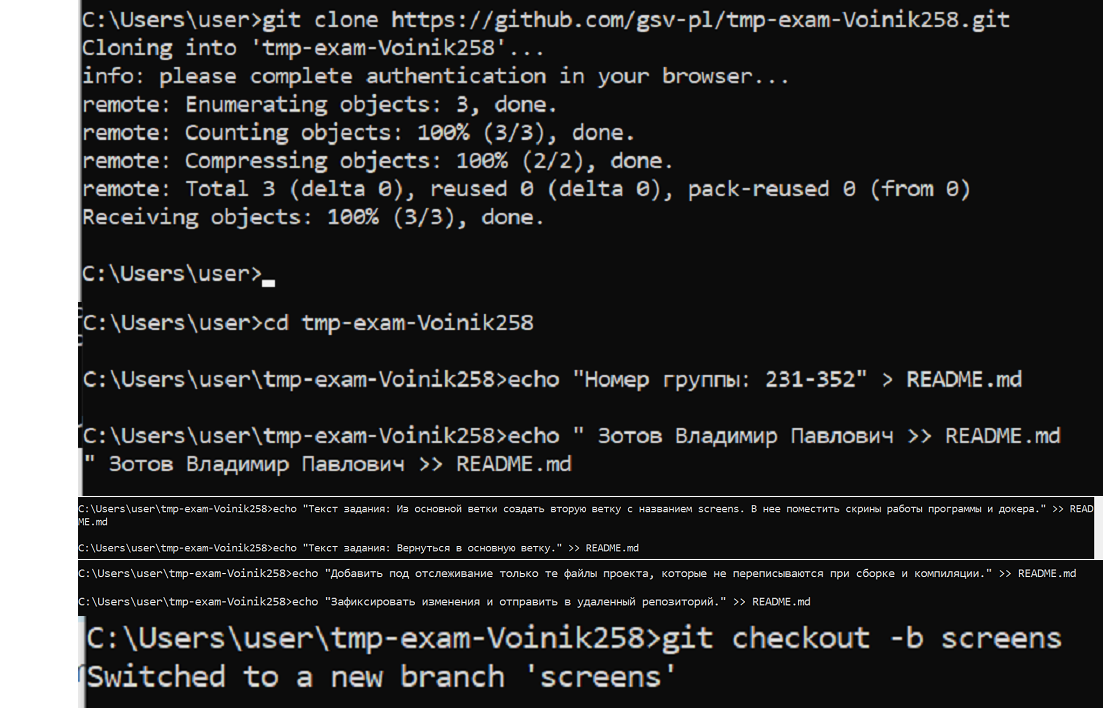 C:\Users\user>git clone https://github.com/gsv-pl/tmp-exam-Voinik258.git
Cloning into 'tmp-exam-Voinik258'...
info: please complete authentication in your browser...
remote: Enumerating objects: 3, done.
remote: Counting objects: 100% (3/3), done.
remote: Compressing objects: 100% (2/2), done.
remote: Total 3 (delta 0), reused 0 (delta 0), pack-reused 0 (from 0)
Receiving objects: 100% (3/3), done.
C:\Users\user>
C:\Users\user>cd tmp-exam-Voinik258
C:\Users\user\tmp-exam-Voinik258>echo "Номер группы: 231-352" > README.md
C:\Users\user\tmp-exam-Voinik258>echo " Зотов Владимир Павлович >> README.md
" Зотов Владимир Павлович >> README.md
C:\Users\user\tmp-exam-Voinik258>echo "Текст задания: Из основной ветки создать вторую ветку с названием screens. В нее поместить скрины работы программы и докера." >> READ
ME.md
C:\Users\user\tmp-exam-Voinik258>echo "Текст задания: Вернуться в основную ветку." >> README.md
C:\Users\user\tmp-exam-Voinik258>echo "Добавить под отслеживание только те файлы проекта, которые не переписываются при сборке и компиляции." >> README.md
C:\Users\user\tmp-exam-Voinik258>echo "Зафиксировать изменения и отправить в удаленный репозиторий." >> README.md
C:\Users\user\tmp-exam-Voinik258>git checkout -b screens
Switched to a new branch 'screens'